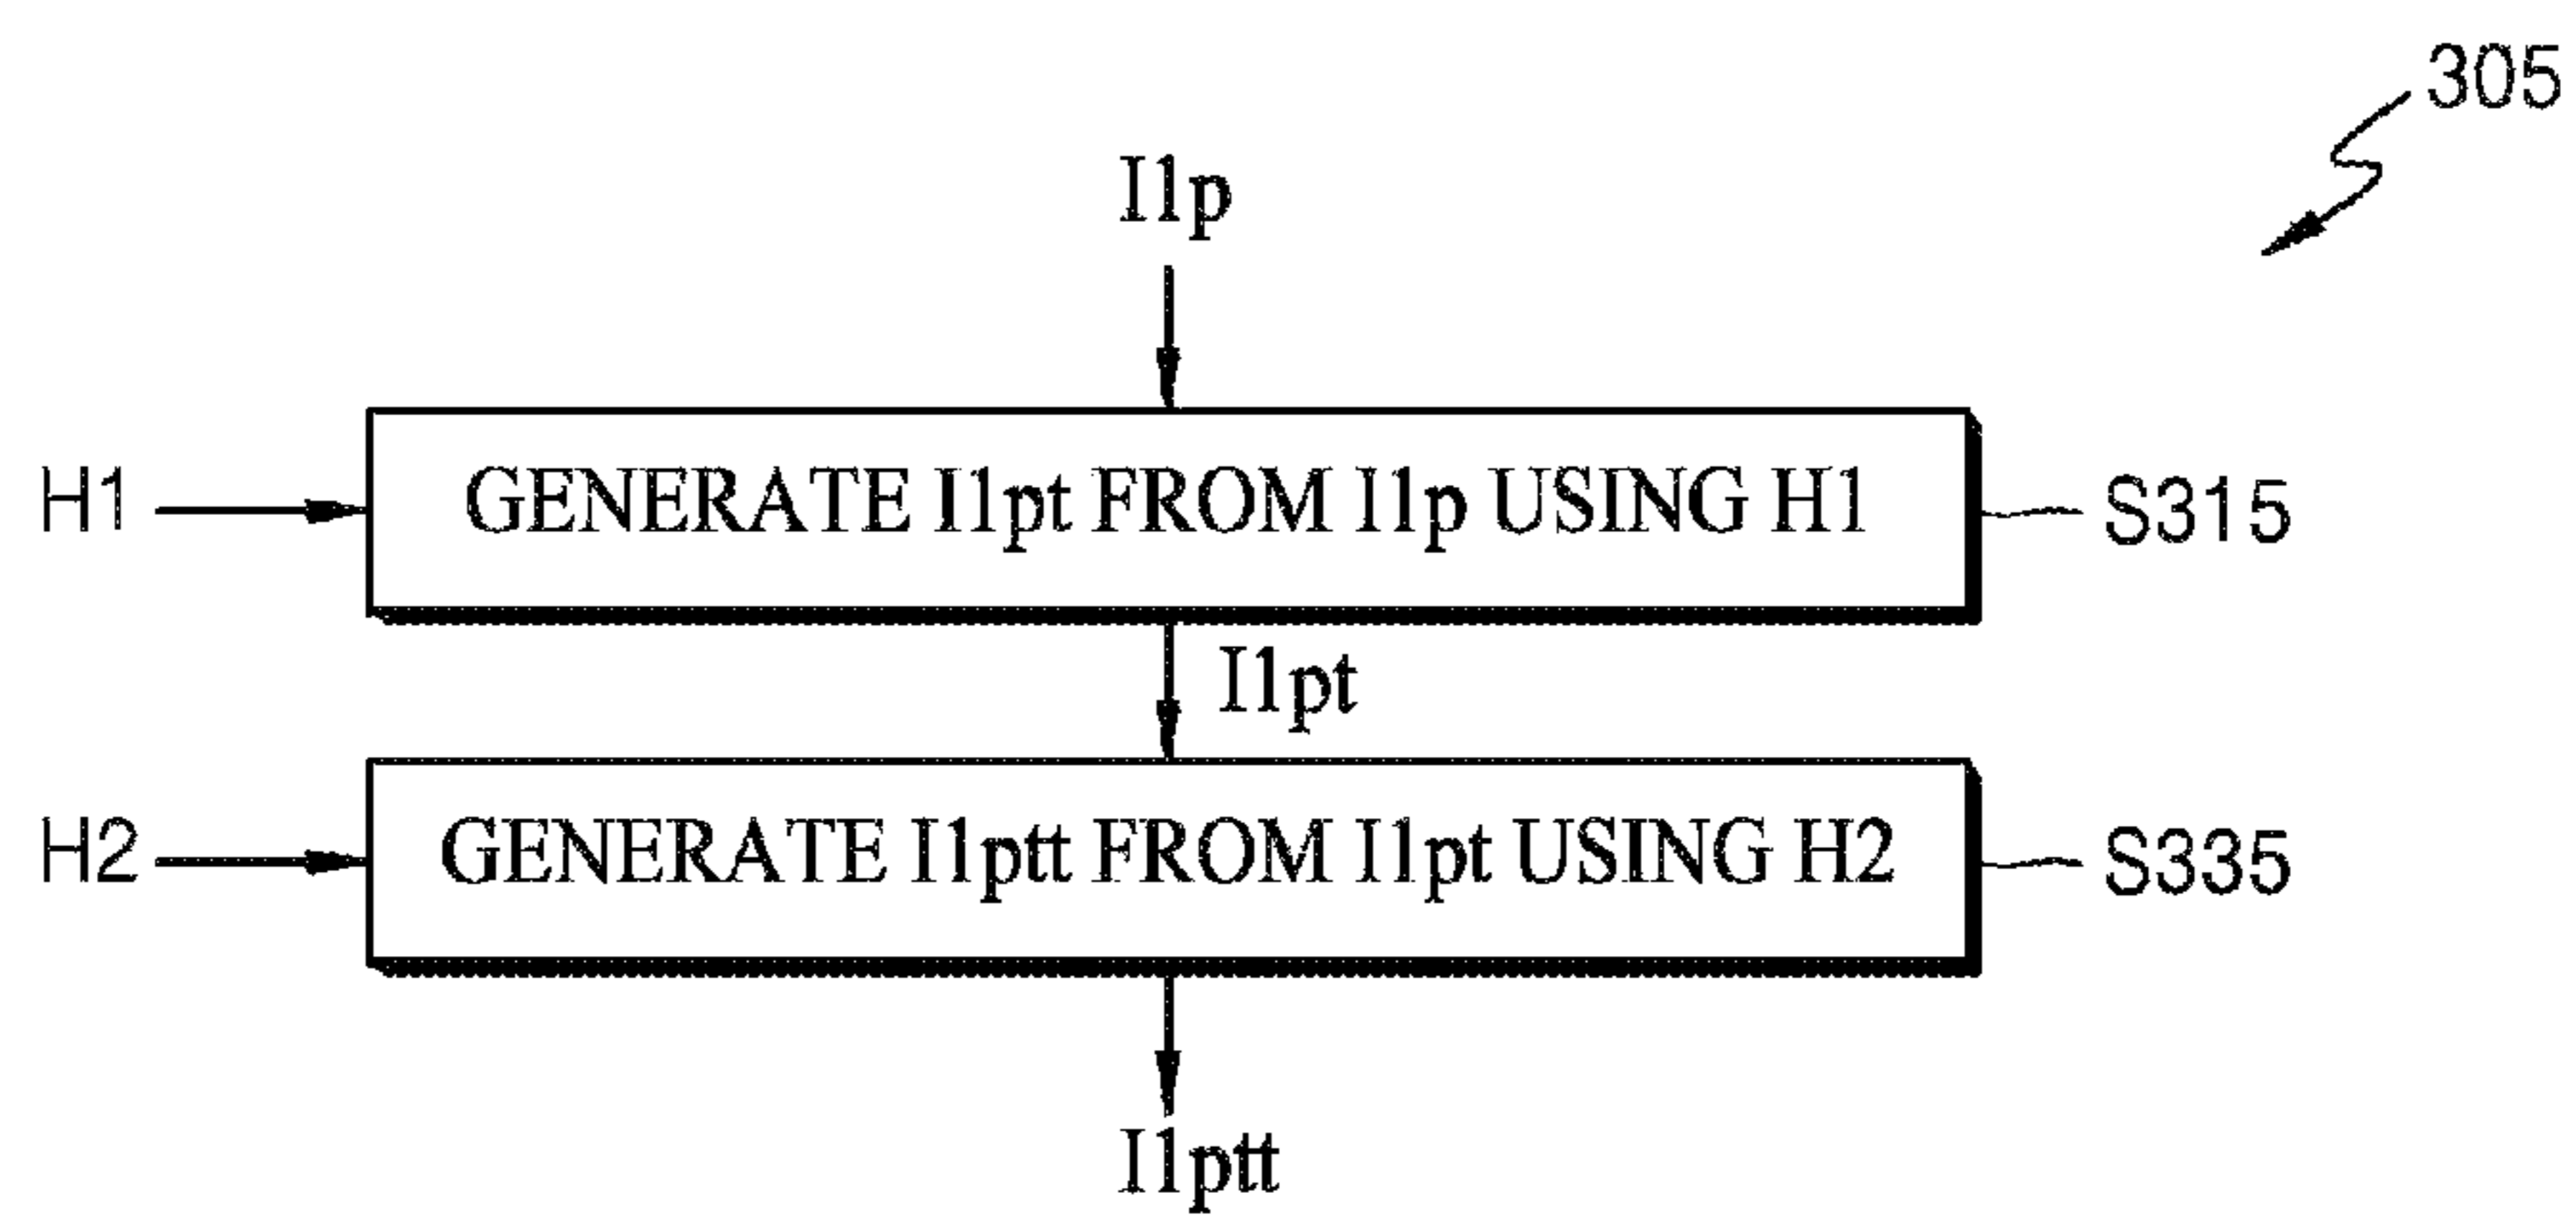 305
I1p
H1
GENERATE I1pt FROM I1p USING H1
S315
I1pt
H2
GENERATE I1ptt FROM I1pt USING H2
S335
I1ptt